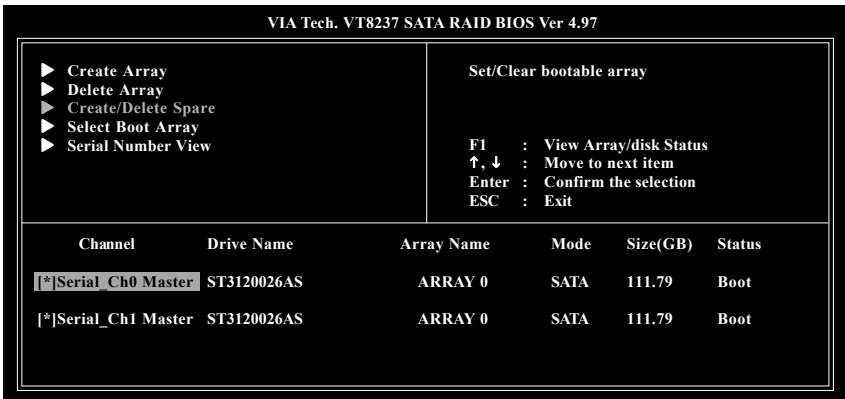 VIA Tech. VT8237 SATA RAID BIOS Ver 4.97
Create Array
Delete Array
Create/Delete Spare
Select Boot Array
Serial Number View
Set/Clear bootable array
F1 : View Array/disk Status
↑, ↓ : Move to next item
Enter : Confirm the selection
ESC : Exit
Channel Drive Name Array Name Mode Size(GB) Status
[*]Serial_Ch0 Master ST3120026AS ARRAY 0 SATA 111.79 Boot
[*]Serial_Ch1 Master ST3120026AS ARRAY 0 SATA 111.79 Boot